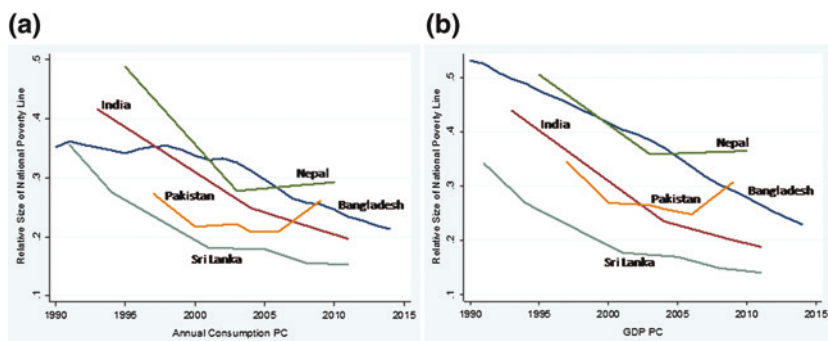 (a)
Relative Size of National Poverty Line
.5
.4
.3
.2
.1
India
Nepal
Pakistan
Bangladesh
Sri Lanka
1990 1995 2000 2005 2010 2015
Annual Consumption PC
(b)
Relative Size of National Poverty Line
.5
.4
.3
.2
.1
India
Nepal
Pakistan
Bangladesh
Sri Lanka
1990 1995 2000 2005 2010 2015
GDP PC